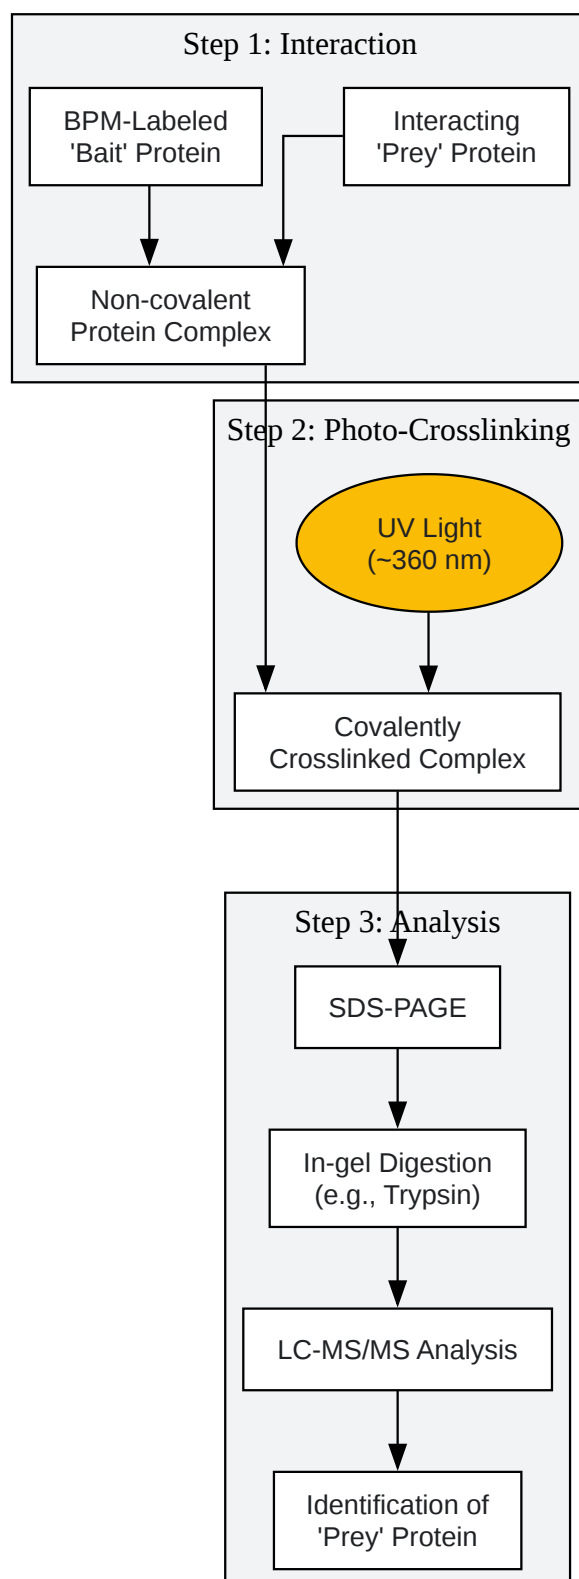 Step 1: Interaction
BPM-Labeled
'Bait' Protein
Interacting
'Prey' Protein
Non-covalent
Protein Complex
Step 2: Photo-Crosslinking
UV Light
(~360 nm)
Covalently
Crosslinked Complex
Step 3: Analysis
SDS-PAGE
In-gel Digestion
(e.g., Trypsin)
LC-MS/MS Analysis
Identification of
'Prey' Protein